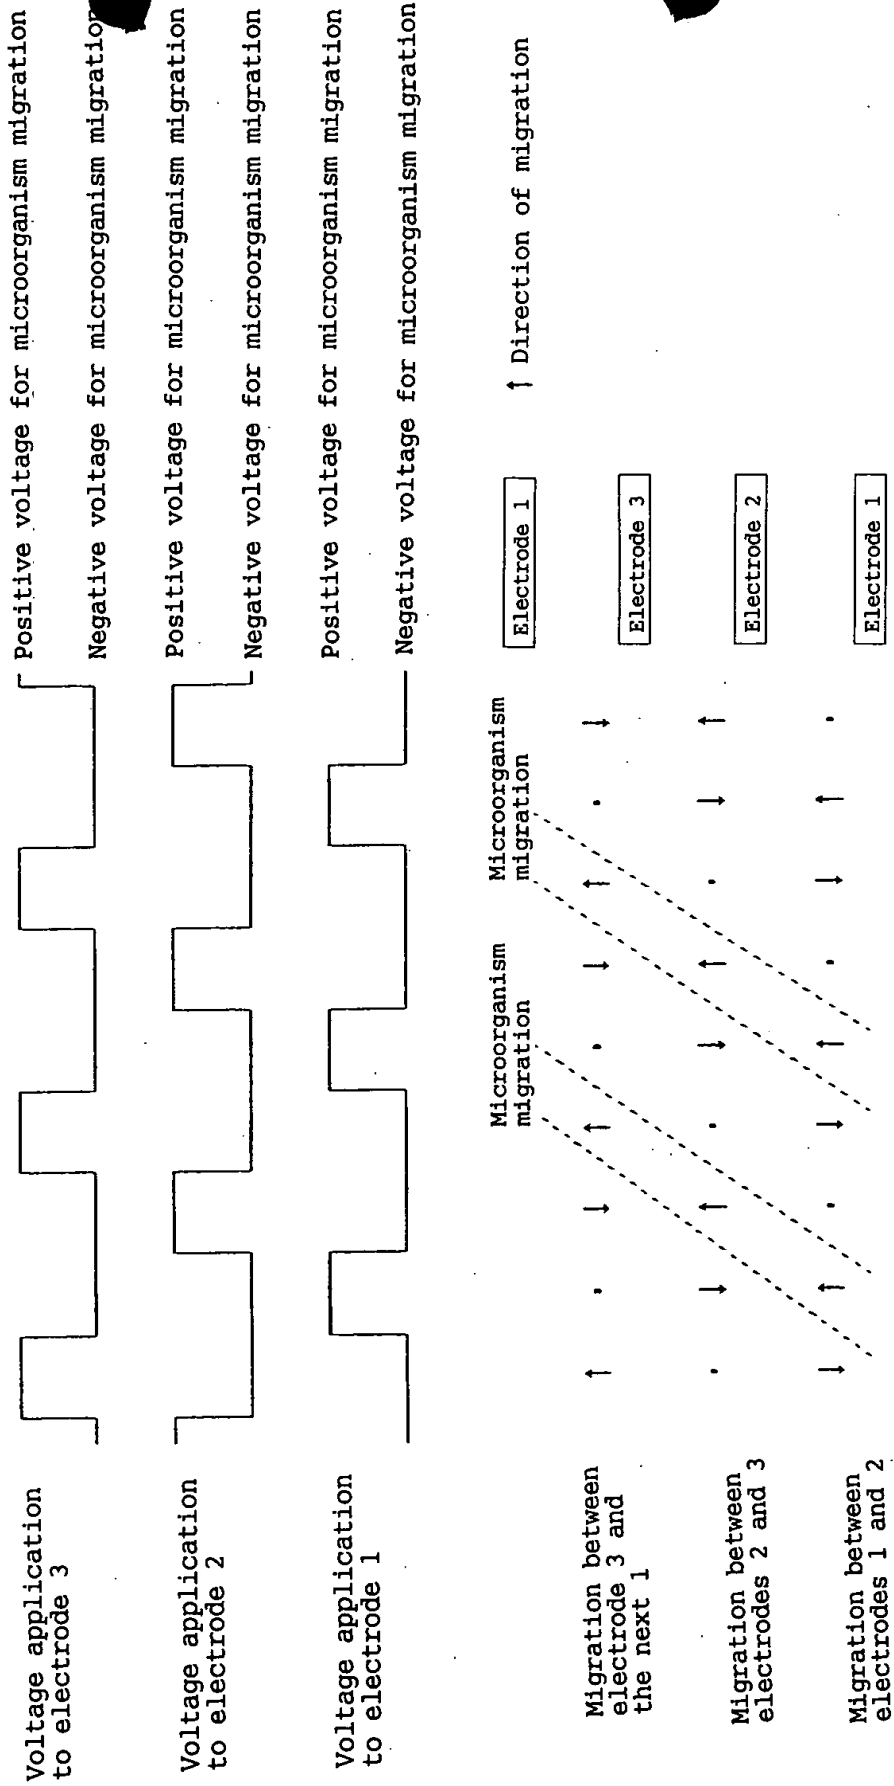 Voltage application
to electrode 3
Positive voltage for microorganism migration
Negative voltage for microorganism migration
Voltage application
to electrode 2
Positive voltage for microorganism migration
Negative voltage for microorganism migration
Voltage application
to electrode 1
Positive voltage for microorganism migration
Negative voltage for microorganism migration
Microorganism
migration
Microorganism
migration
Electrode 1
↑ Direction of migration
Migration between
electrode 3 and
the next 1
Electrode 3
Migration between
electrodes 2 and 3
Electrode 2
Migration between
electrodes 1 and 2
Electrode 1